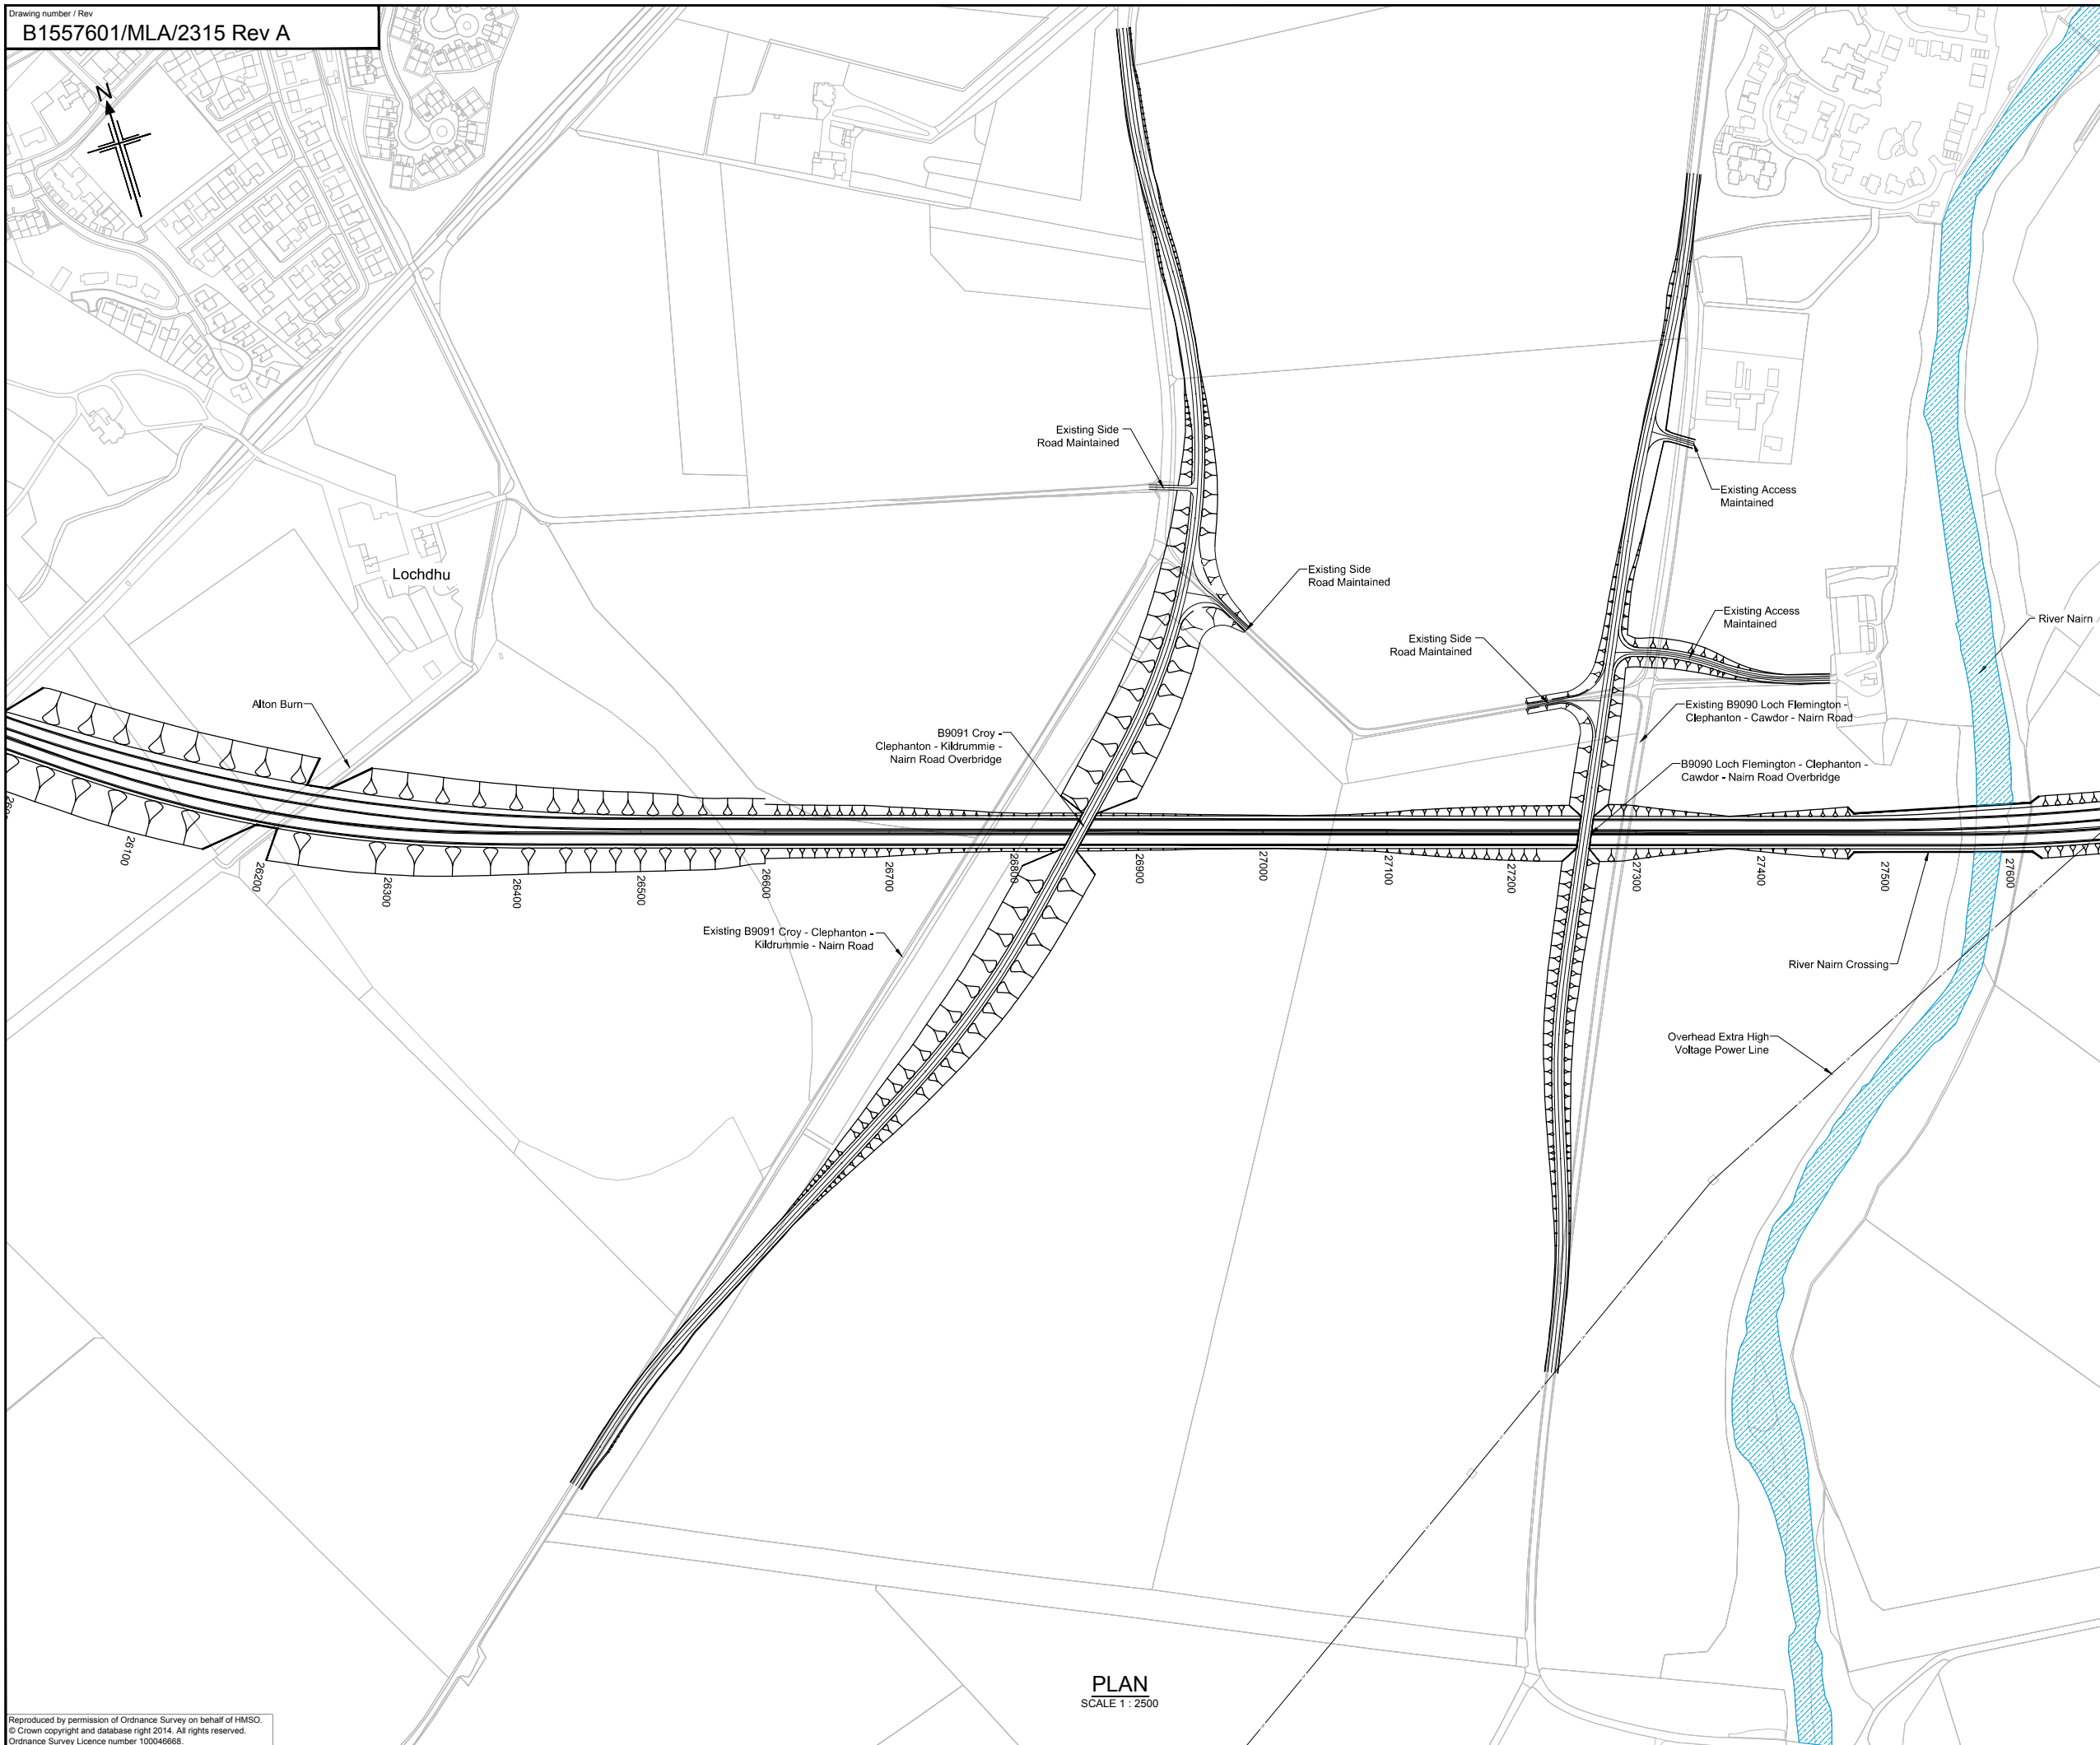 Drawing number / Rev
B1557601/MLA/2315 Rev A
N
Existing Side
Road Maintained
Existing Access
Maintained
Lochdhu
Existing Side
Road Maintained
Existing Access
Maintained
River Nairn
Existing Side
Road Maintained
Alton Burn
Existing B9090 Loch Flemington -
Clephanton - Cawdor - Nairn Road
B9091 Croy -
Clephanton - Kildrummie -
Nairn Road Overbridge
B9090 Loch Flemington - Clephanton -
Cawdor - Nairn Road Overbridge
26100
26200
26300
26400
26500
26600
26700
26800
26900
27000
27100
27200
27300
27400
27500
27600
Existing B9091 Croy - Clephanton -
Kildrummie - Nairn Road
River Nairn Crossing
Overhead Extra High
Voltage Power Line
PLAN
SCALE 1 : 2500
Reproduced by permission of Ordnance Survey on behalf of HMSO.
© Crown copyright and database right 2014. All rights reserved.
Ordnance Survey Licence number 100046668.